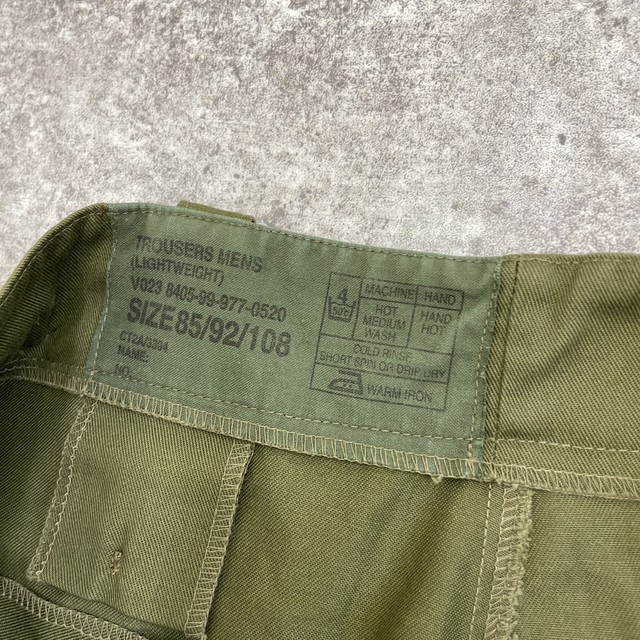 TROUSERS MENS
(LIGHTWEIGHT)
V023 8405-99-977-0520
SIZE 85/92/108
CT2A/3304
NAME:
NO.
4 MACHINE HAND
50°C HOT MEDIUM WASH HAND HOT
COLD RINSE
SHORT SPIN OR DRIP DRY
WARM IRON